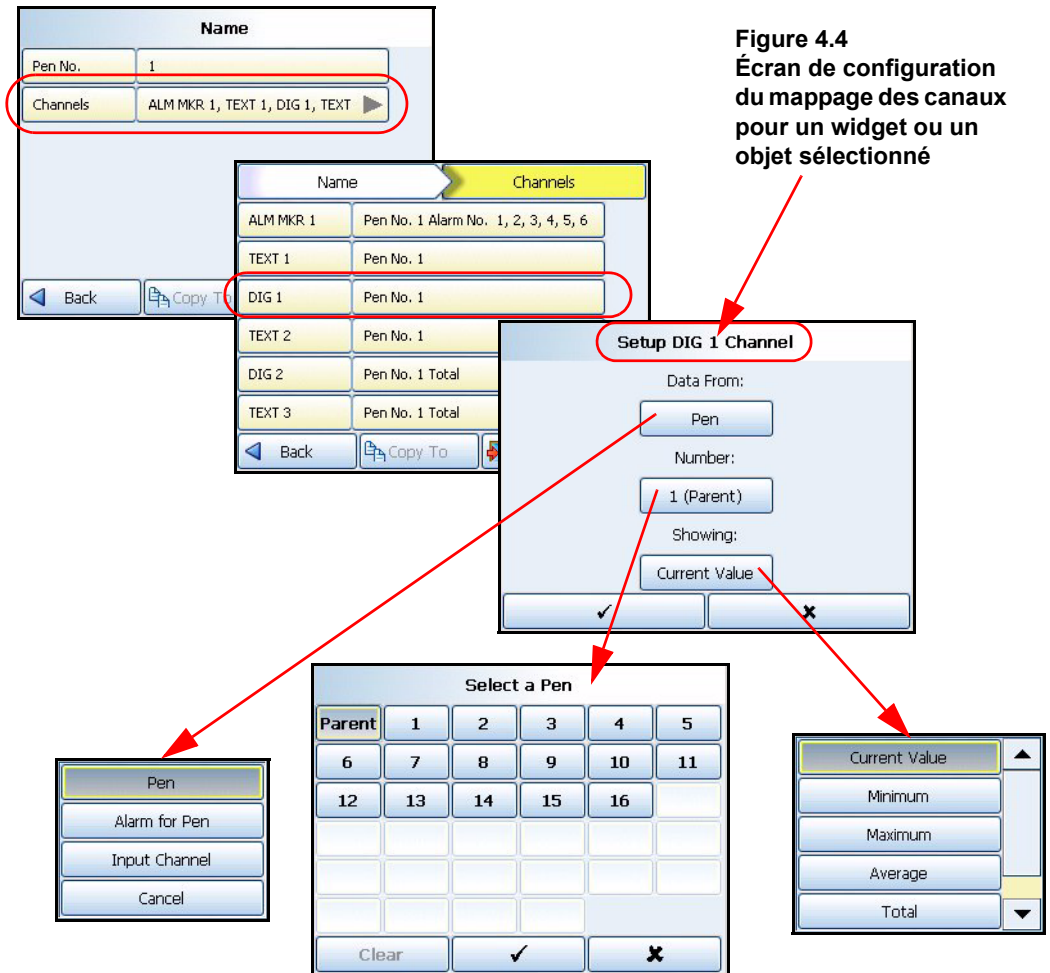 Name
Pen No. 1
Channels ALM MKR 1, TEXT 1, DIG 1, TEXT
Back Copy To
Figure 4.4
Écran de configuration
du mappage des canaux
pour un widget ou un
objet sélectionné
Name Channels
ALM MKR 1 Pen No. 1 Alarm No. 1, 2, 3, 4, 5, 6
TEXT 1 Pen No. 1
DIG 1 Pen No. 1
TEXT 2 Pen No. 1
DIG 2 Pen No. 1 Total
TEXT 3 Pen No. 1 Total
Back Copy To
Setup DIG 1 Channel
Data From:
Pen
Number:
1 (Parent)
Showing:
Current Value
Pen
Alarm for Pen
Input Channel
Cancel
Select a Pen
Parent 1 2 3 4 5
6 7 8 9 10 11
12 13 14 15 16
Clear
Current Value
Minimum
Maximum
Average
Total